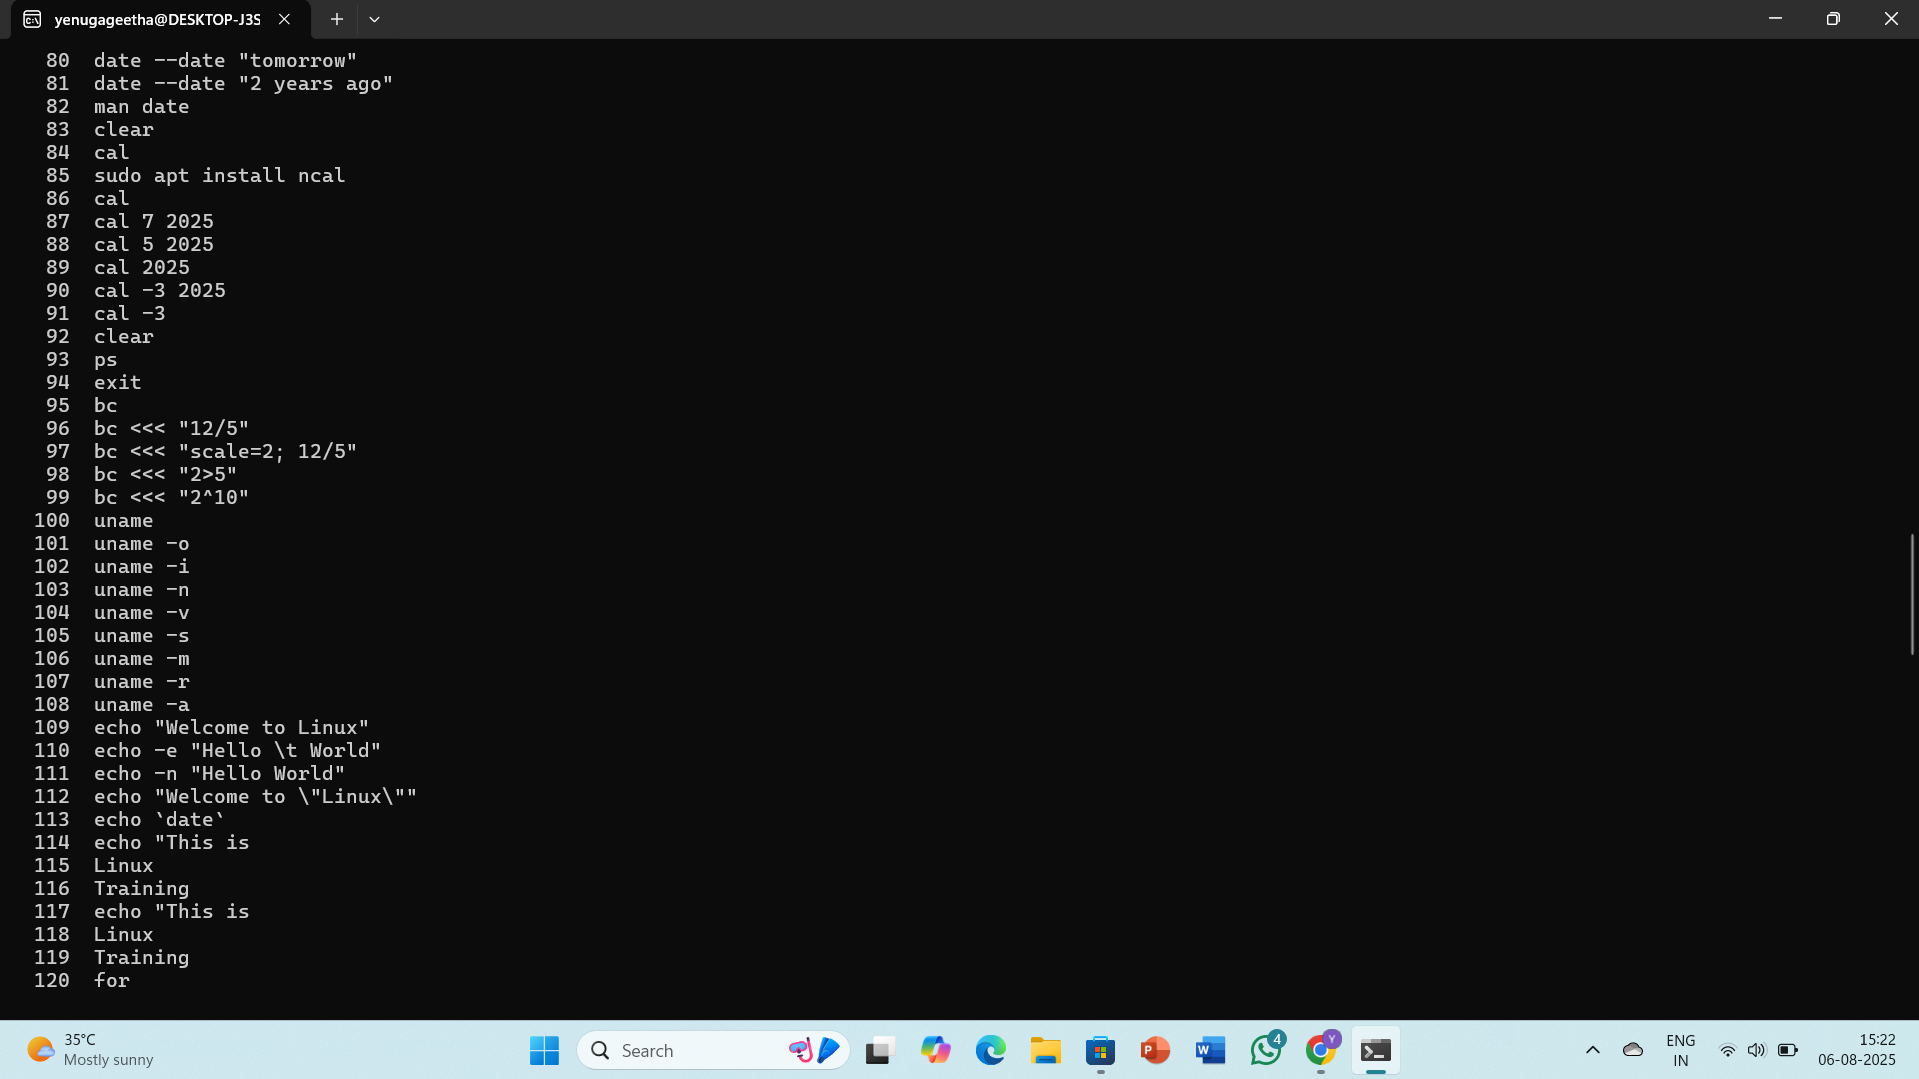 yenugageetha@DESKTOP-J3S
80 date --date "tomorrow"
81 date --date "2 years ago"
82 man date
83 clear
84 cal
85 sudo apt install ncal
86 cal
87 cal 7 2025
88 cal 5 2025
89 cal 2025
90 cal -3 2025
91 cal -3
92 clear
93 ps
94 exit
95 bc
96 bc <<< "12/5"
97 bc <<< "scale=2; 12/5"
98 bc <<< "2>5"
99 bc <<< "2^10"
100 uname
101 uname -o
102 uname -i
103 uname -n
104 uname -v
105 uname -s
106 uname -m
107 uname -r
108 uname -a
109 echo "Welcome to Linux"
110 echo -e "Hello \t World"
111 echo -n "Hello World"
112 echo "Welcome to \"Linux\""
113 echo `date`
114 echo "This is
115 Linux
116 Training
117 echo "This is
118 Linux
119 Training
120 for
35°C
Mostly sunny
Search
4
Y
ENG
IN
15:22
06-08-2025